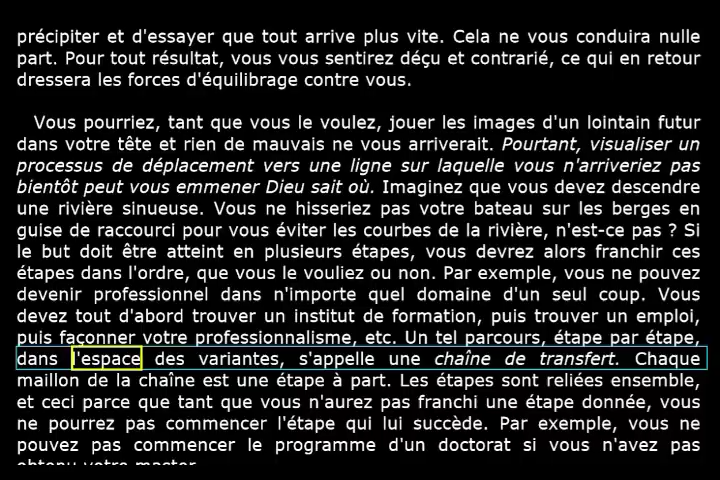 précipiter et d'essayer que tout arrive plus vite. Cela ne vous conduira nulle
part. Pour tout résultat, vous vous sentirez déçu et contrarié, ce qui en retour
dressera les forces d'équilibrage contre vous.
Vous pourriez, tant que vous le voulez, jouer les images d'un lointain futur
dans votre tête et rien de mauvais ne vous arriverait. Pourtant, visualiser un
processus de déplacement vers une ligne sur laquelle vous n'arriveriez pas
bientôt peut vous emmener Dieu sait où. Imaginez que vous devez descendre
une rivière sinueuse. Vous ne hisseriez pas votre bateau sur les berges en
guise de raccourci pour vous éviter les courbes de la rivière, n'est-ce pas ? Si
le but doit être atteint en plusieurs étapes, vous devrez alors franchir ces
étapes dans l'ordre, que vous le vouliez ou non. Par exemple, vous ne pouvez
devenir professionnel dans n'importe quel domaine d'un seul coup. Vous
devez tout d'abord trouver un institut de formation, puis trouver un emploi,
puis façonner votre professionnalisme, etc. Un tel parcours, étape par étape,
dans l'espace des variantes, s'appelle une chaîne de transfert. Chaque
maillon de la chaîne est une étape à part. Les étapes sont reliées ensemble,
et ceci parce que tant que vous n'aurez pas franchi une étape donnée, vous
ne pourrez pas commencer l'étape qui lui succède. Par exemple, vous ne
pouvez pas commencer le programme d'un doctorat si vous n'avez pas
obtenu votre master